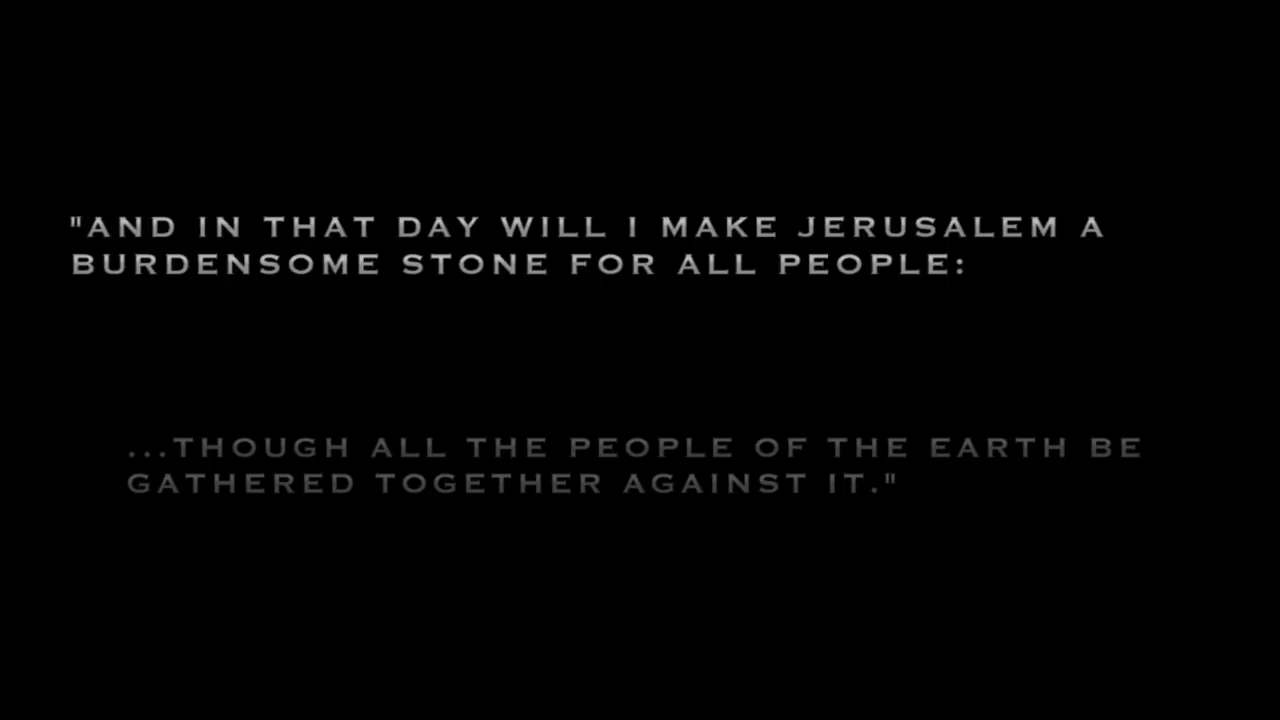 "AND IN THAT DAY WILL I MAKE JERUSALEM A
BURDENSOME STONE FOR ALL PEOPLE:
...THOUGH ALL THE PEOPLE OF THE EARTH BE
GATHERED TOGETHER AGAINST IT."